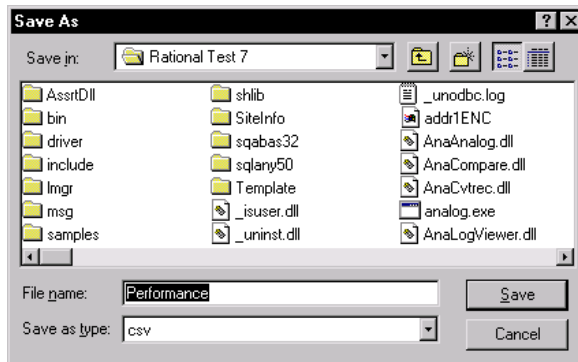 Save As
Save in: Rational Test 7
AssrtDll
bin
driver
include
lmgr
msg
samples
shlib
SiteInfo
sqabas32
sqlany50
Template
_isuser.dll
_uninst.dll
_unodbc.log
addr1ENC
AnaAnalog.dll
AnaCompare.dll
AnaCvtrec.dll
analog.exe
AnaLogViewer.dll
File name: Performance
Save
Save as type: csv
Cancel